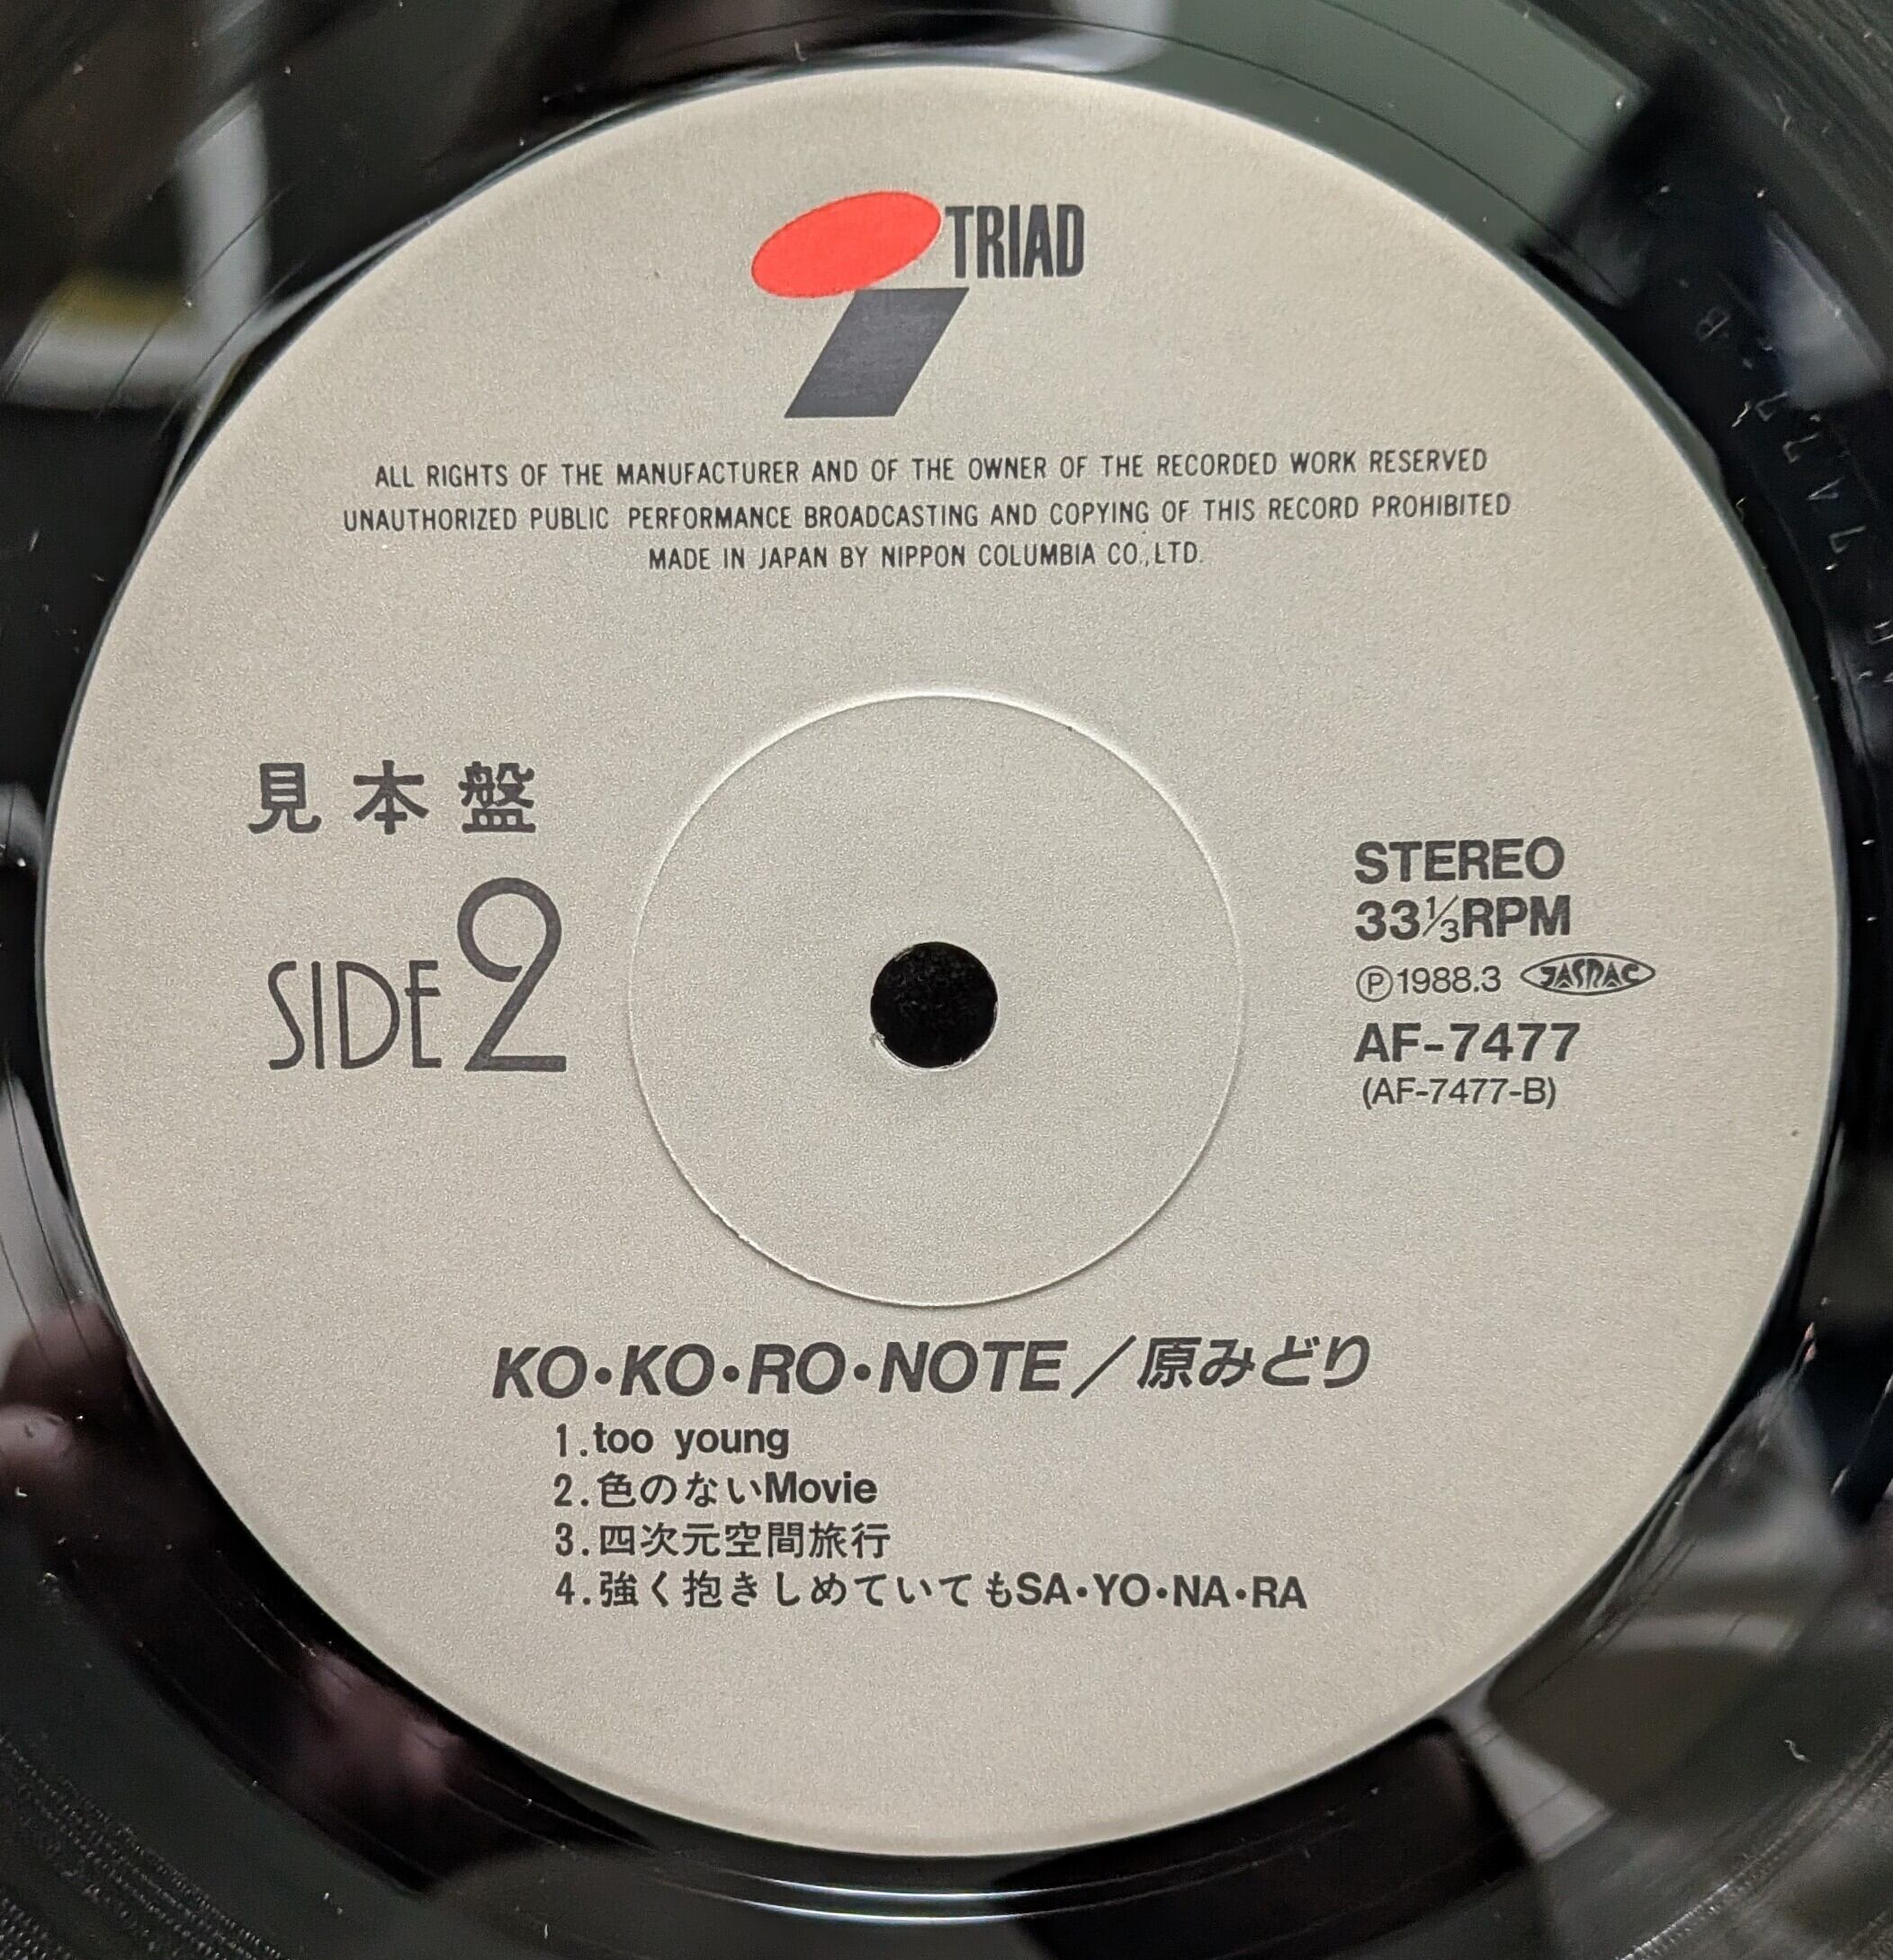 TRIAD
ALL RIGHTS OF THE MANUFACTURER AND OF THE OWNER OF THE RECORDED WORK RESERVED
UNAUTHORIZED PUBLIC PERFORMANCE BROADCASTING AND COPYING OF THIS RECORD PROHIBITED
MADE IN JAPAN BY NIPPON COLUMBIA CO.,LTD.
見本盤
SIDE 2
STEREO
33⅓RPM
Ⓟ1988.3 JASRAC
AF-7477
(AF-7477-B)
KO•KO•RO•NOTE／原みどり
1.too young
2.色のないMovie
3.四次元空間旅行
4.強く抱きしめていてもSA•YO•NA•RA